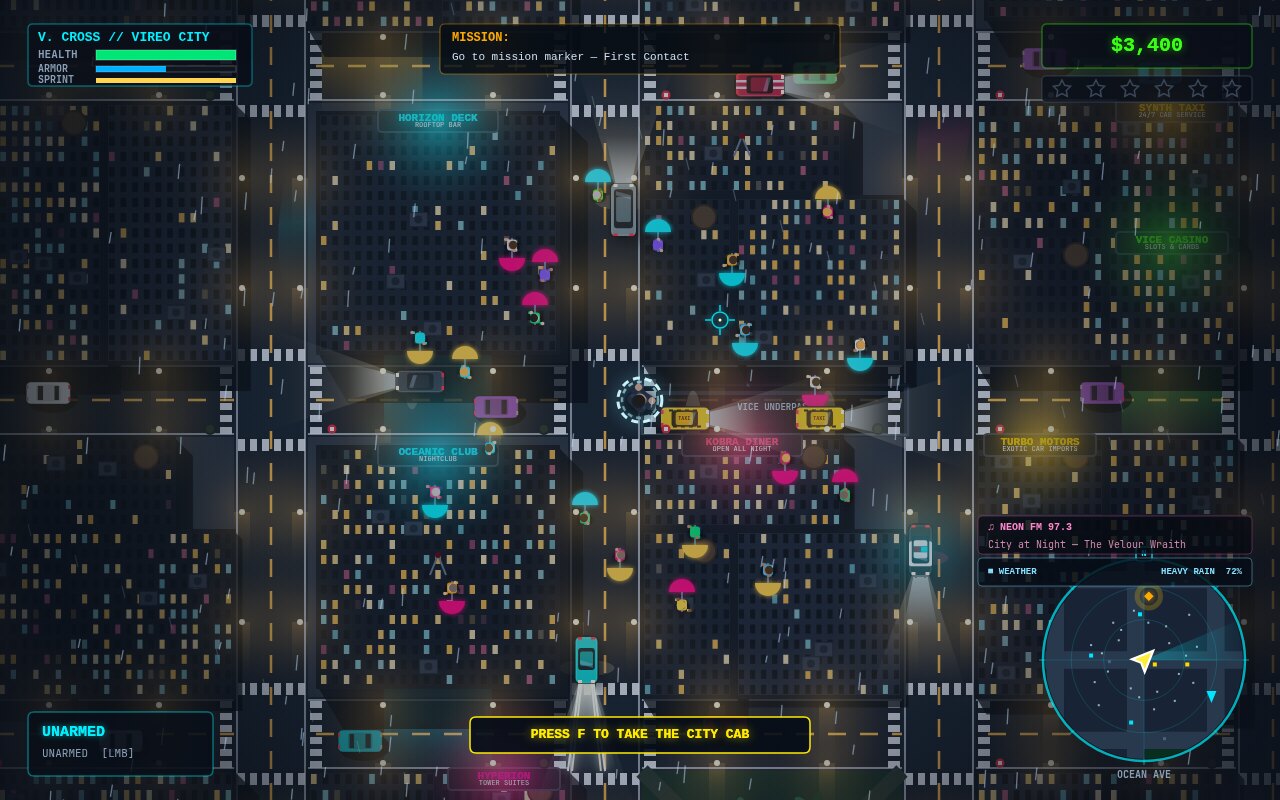 V. CROSS // VIREO CITY
HEALTH
ARMOR
SPRINT
MISSION:
Go to mission marker — First Contact
$3,400
SYNTH TAXI
24/7 CAB SERVICE
HORIZON DECK
ROOFTOP BAR
VICE CASINO
SLOTS & CARDS
VICE UNDERPA
TAXI
TAXI
KOBRA DINER
OPEN ALL NIGHT
TURBO MOTORS
EXOTIC CAR IMPORTS
OCEANIC CLUB
NIGHTCLUB
♫ NEON FM 97.3
City at Night — The Velour Wraith
■ WEATHER
HEAVY RAIN 72%
N
UNARMED
UNARMED [LMB]
PRESS F TO TAKE THE CITY CAB
HYPERION
TOWER SUITES
OCEAN AVE